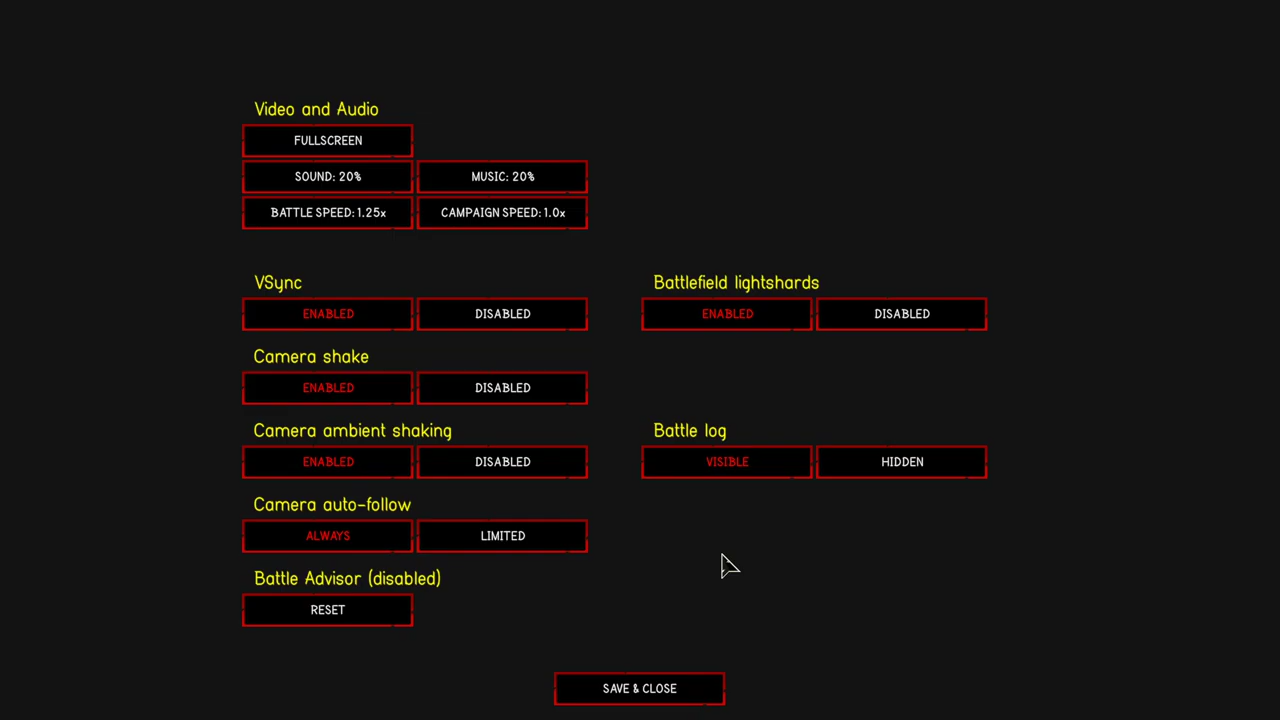 Video and Audio
FULLSCREEN
SOUND: 20% MUSIC: 20%
BATTLE SPEED: 1.25x CAMPAIGN SPEED: 1.0x
VSync Battlefield lightshards
ENABLED DISABLED ENABLED DISABLED
Camera shake
ENABLED DISABLED
Camera ambient shaking Battle log
ENABLED DISABLED VISIBLE HIDDEN
Camera auto-follow
ALWAYS LIMITED
Battle Advisor (disabled)
RESET
SAVE & CLOSE